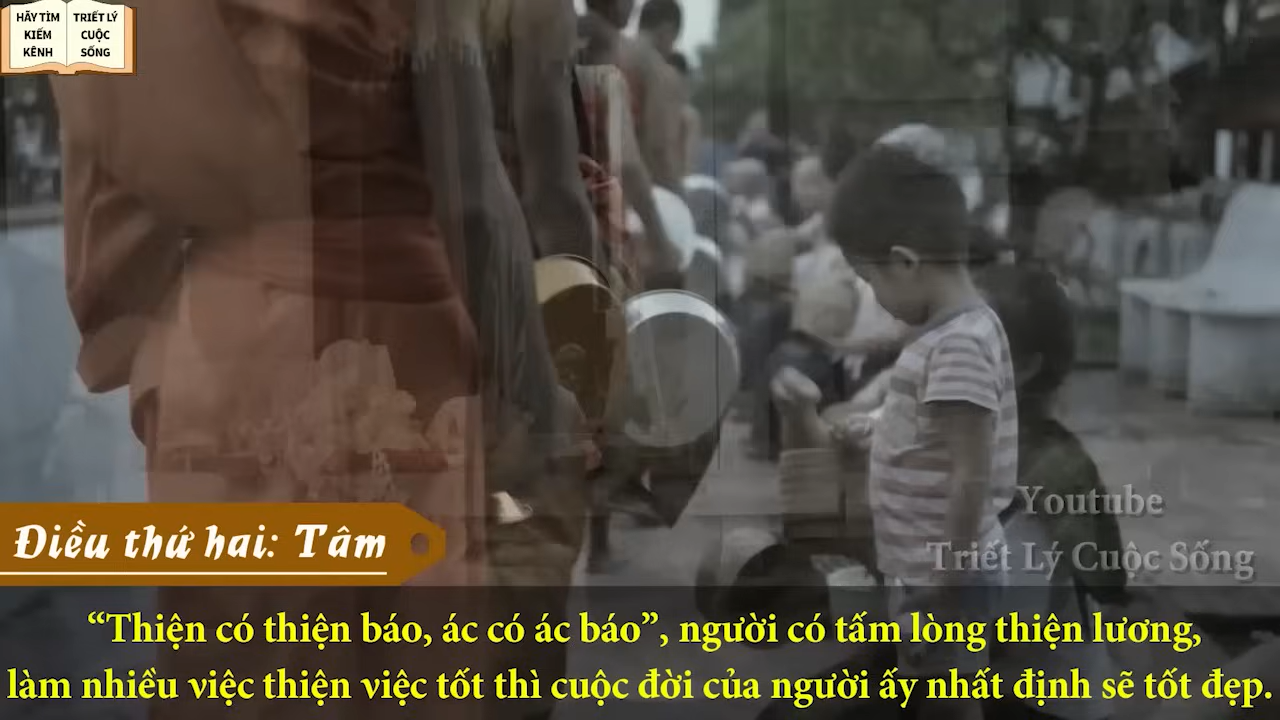 HÃY TÌM
KIẾM
KÊNH
TRIẾT LÝ
CUỘC
SỐNG
Điều thứ hai: Tâm
Youtube
Triết Lý Cuộc Sống
“Thiện có thiện báo, ác có ác báo”, người có tấm lòng thiện lương,
làm nhiều việc thiện việc tốt thì cuộc đời của người ấy nhất định sẽ tốt đẹp.